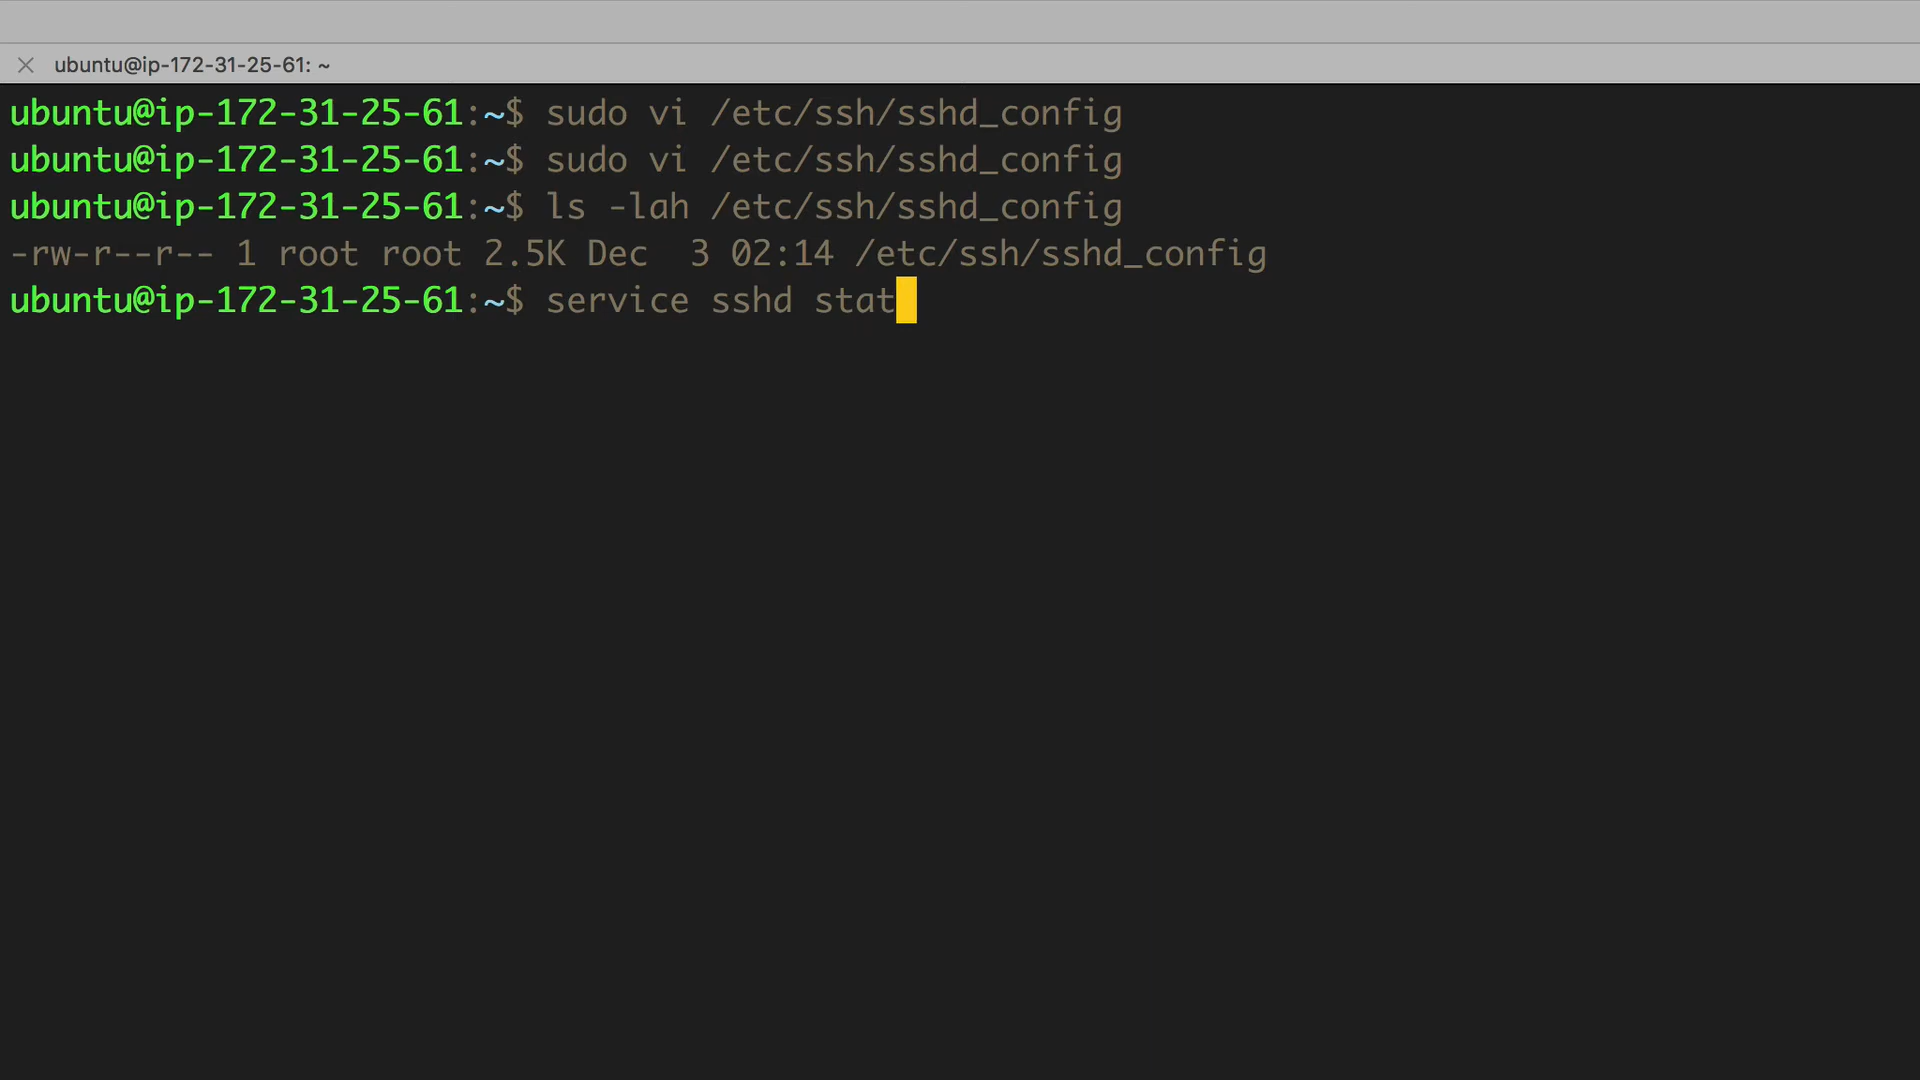 ubuntu@ip-172-31-25-61: ~
ubuntu@ip-172-31-25-61:~$ sudo vi /etc/ssh/sshd_config
ubuntu@ip-172-31-25-61:~$ sudo vi /etc/ssh/sshd_config
ubuntu@ip-172-31-25-61:~$ ls -lah /etc/ssh/sshd_config
-rw-r--r-- 1 root root 2.5K Dec  3 02:14 /etc/ssh/sshd_config
ubuntu@ip-172-31-25-61:~$ service sshd stat